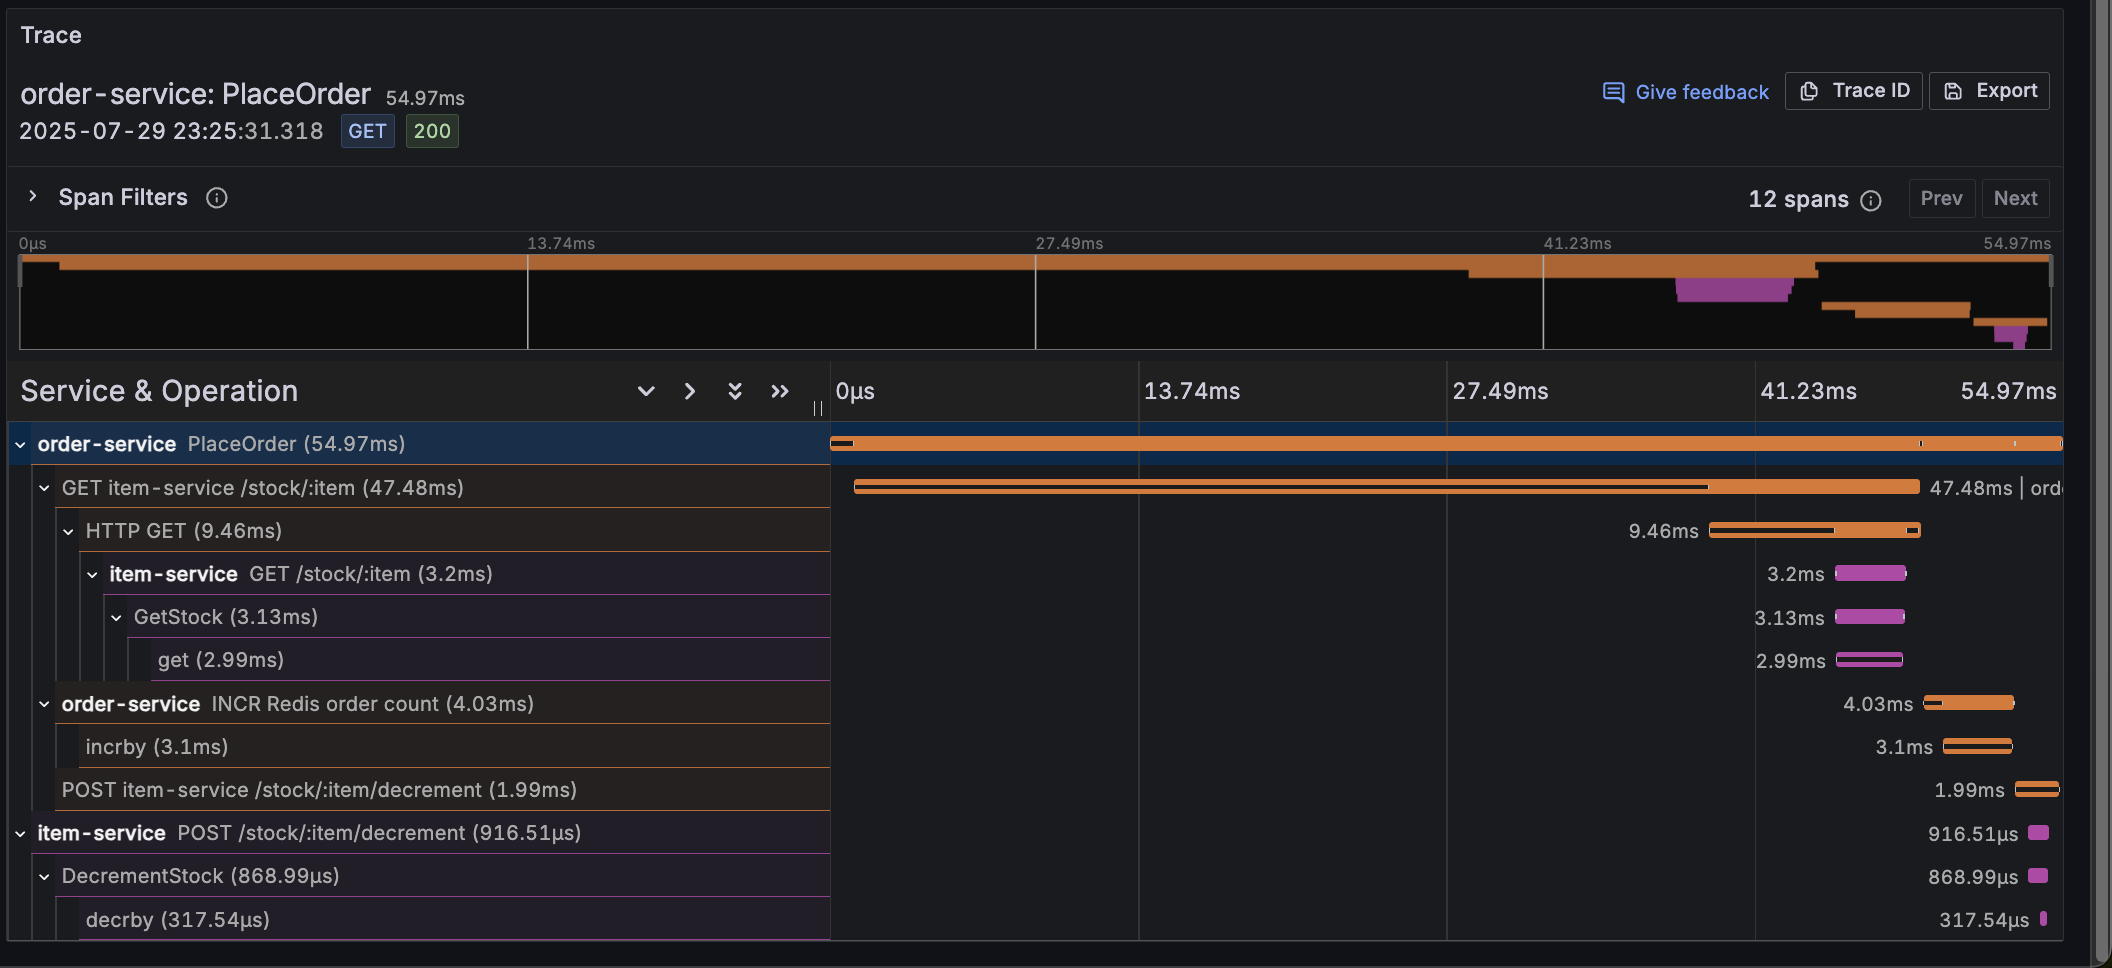 Trace
order-service: PlaceOrder 54.97ms
Give feedback Trace ID Export
2025-07-29 23:25:31.318 GET 200
Span Filters 12 spans Prev Next
0μs 13.74ms 27.49ms 41.23ms 54.97ms
Service & Operation 0μs 13.74ms 27.49ms 41.23ms 54.97ms
order-service PlaceOrder (54.97ms)
GET item-service /stock/:item (47.48ms) 47.48ms | ord
HTTP GET (9.46ms) 9.46ms
item-service GET /stock/:item (3.2ms) 3.2ms
GetStock (3.13ms) 3.13ms
get (2.99ms) 2.99ms
order-service INCR Redis order count (4.03ms) 4.03ms
incrby (3.1ms) 3.1ms
POST item-service /stock/:item/decrement (1.99ms) 1.99ms
item-service POST /stock/:item/decrement (916.51μs) 916.51μs
DecrementStock (868.99μs) 868.99μs
decrby (317.54μs) 317.54μs